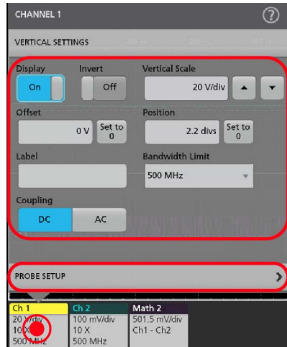 CHANNEL 1
VERTICAL SETTINGS
Display Invert Vertical Scale
On Off 20 V/div
Offset Position
0 V Set to 0 2.2 divs Set to 0
Label Bandwidth Limit
500 MHz
Coupling
DC AC
PROBE SETUP
Ch 1 Ch 2 Math 2
20 V/div 100 mV/div 501.5 mV/div
10 X 10 X Ch1 - Ch2
500 MHz 500 MHz